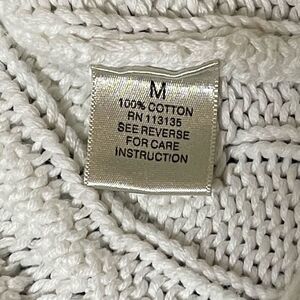 M
100% COTTON
RN 113135
SEE REVERSE
FOR CARE
INSTRUCTION